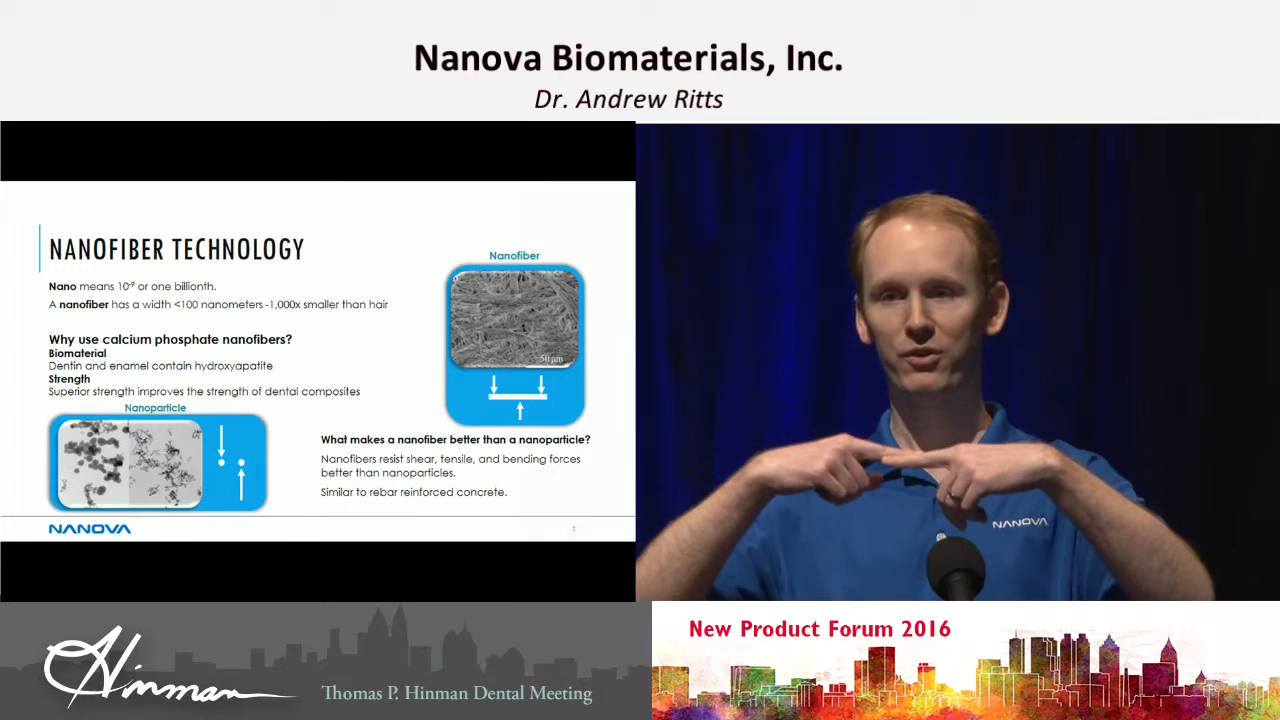 Nanova Biomaterials, Inc.
Dr. Andrew Ritts
NANOFIBER TECHNOLOGY
Nano means 10⁻⁹ or one billionth.
A nanofiber has a width <100 nanometers -1,000x smaller than hair
Why use calcium phosphate nanofibers?
Biomaterial
Dentin and enamel contain hydroxyapatite
Strength
Superior strength improves the strength of dental composites
Nanoparticle
Nanofiber
50 μm
What makes a nanofiber better than a nanoparticle?
Nanofibers resist shear, tensile, and bending forces
better than nanoparticles.
Similar to rebar reinforced concrete.
NANOVA
NANOVA
Hinman
Thomas P. Hinman Dental Meeting
New Product Forum 2016